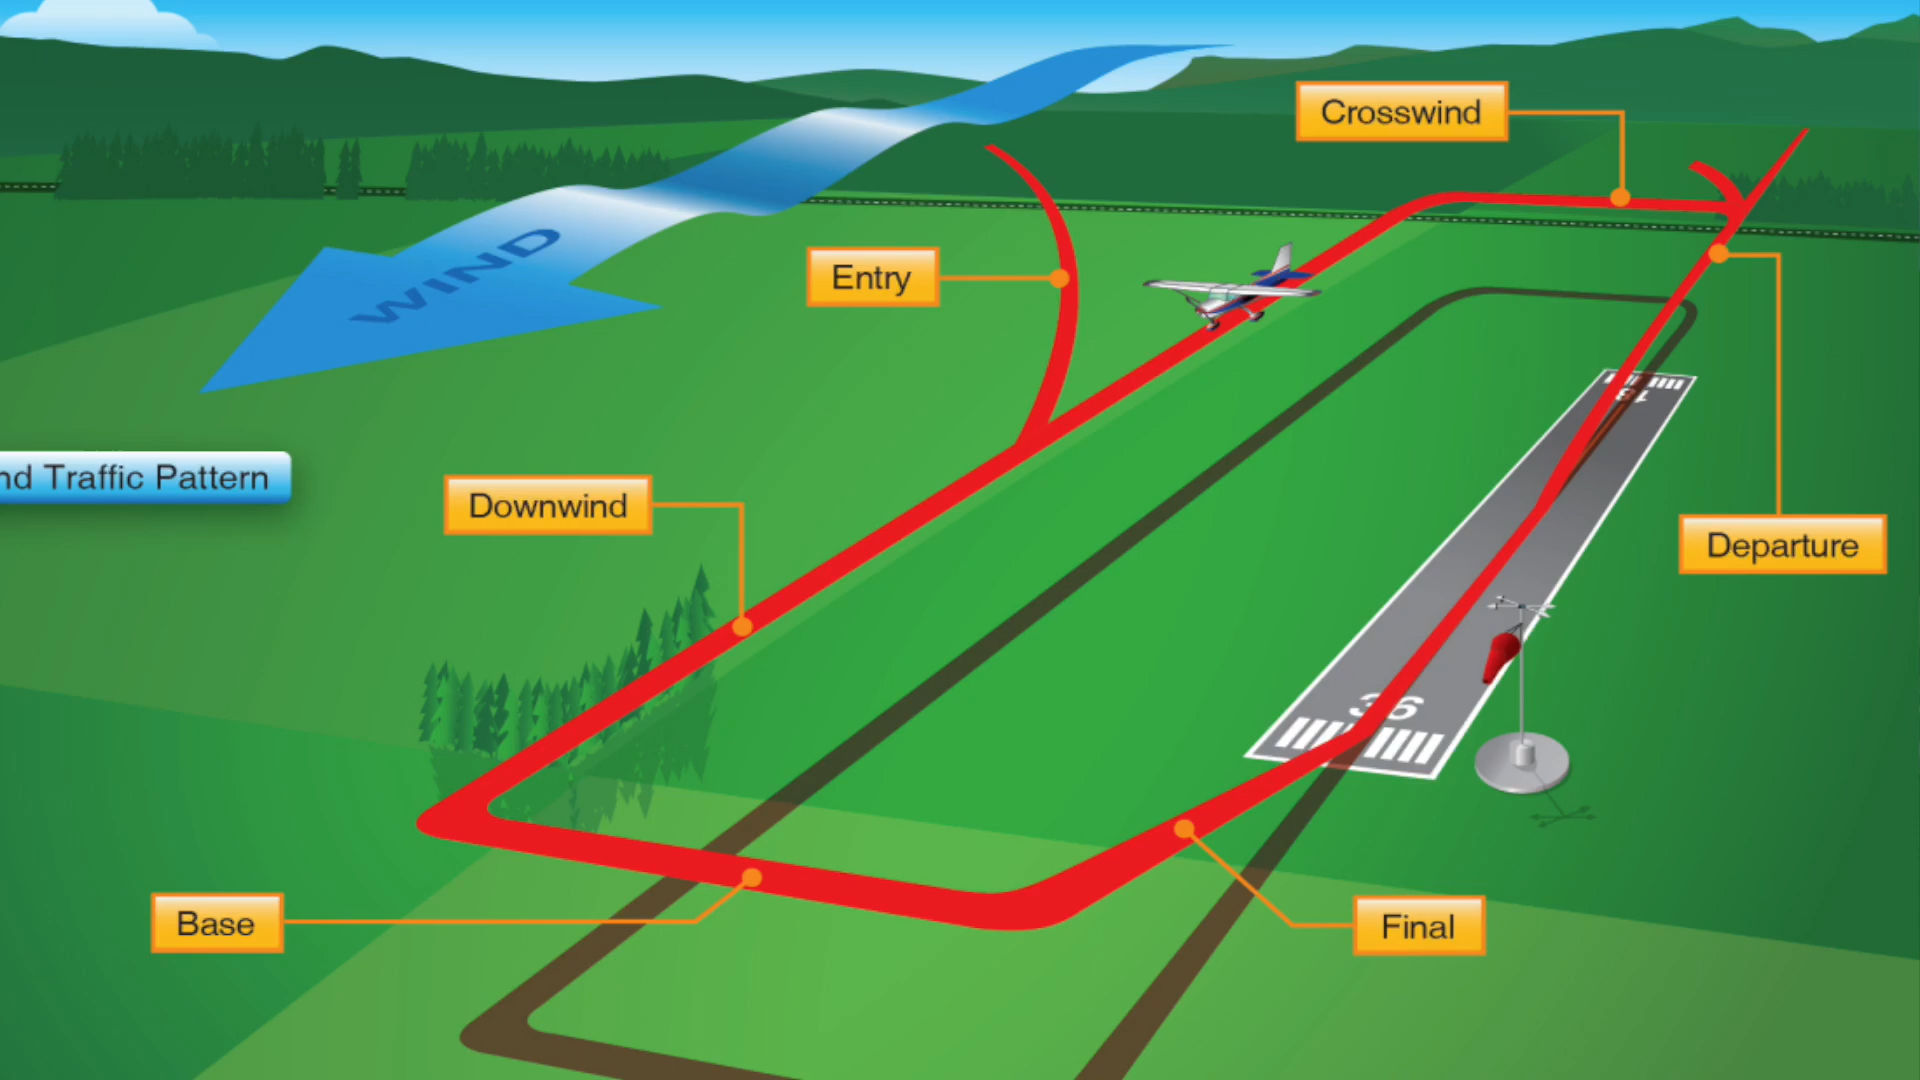 Crosswind
WIND
Entry
nd Traffic Pattern
Downwind
Departure
36
Base
Final